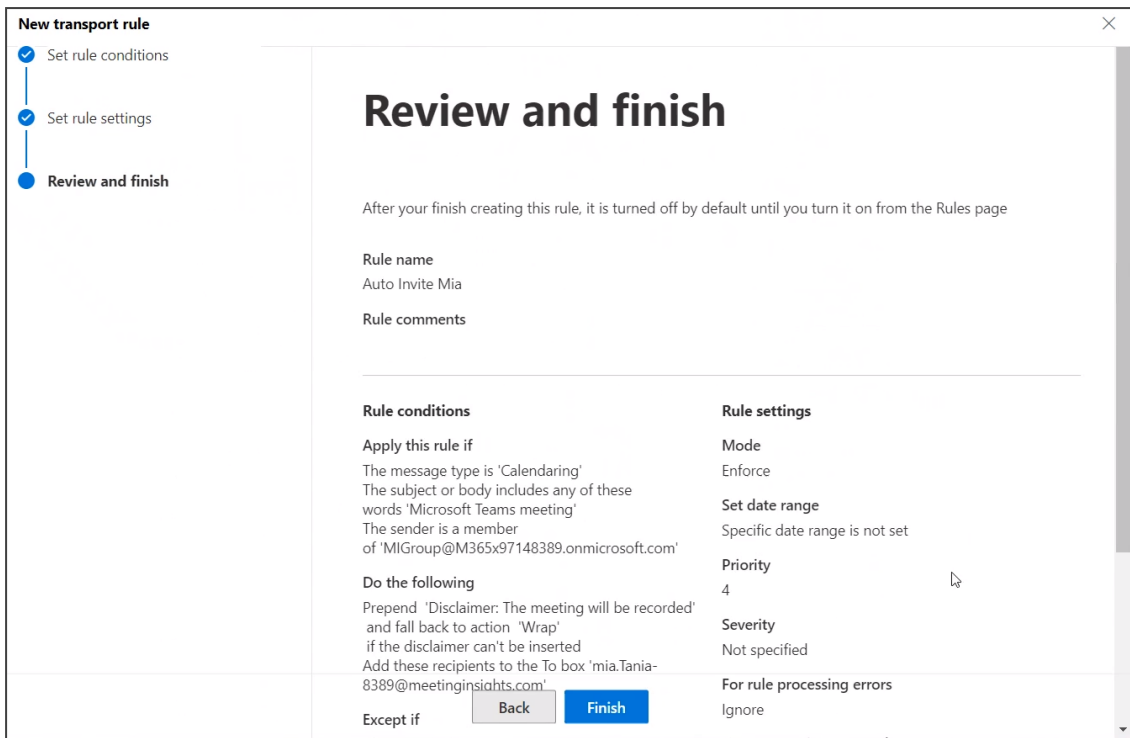 New transport rule
Set rule conditions
Set rule settings
Review and finish
Review and finish
After your finish creating this rule, it is turned off by default until you turn it on from the Rules page
Rule name
Auto Invite Mia
Rule comments
Rule conditions
Apply this rule if
The message type is 'Calendaring'
The subject or body includes any of these
words 'Microsoft Teams meeting'
The sender is a member
of 'MIGroup@M365x97148389.onmicrosoft.com'
Do the following
Prepend 'Disclaimer: The meeting will be recorded'
and fall back to action 'Wrap'
if the disclaimer can't be inserted
Add these recipients to the To box 'mia.Tania-
8389@meetinginsights.com'
Except if
Rule settings
Mode
Enforce
Set date range
Specific date range is not set
Priority
4
Severity
Not specified
For rule processing errors
Ignore
Back
Finish